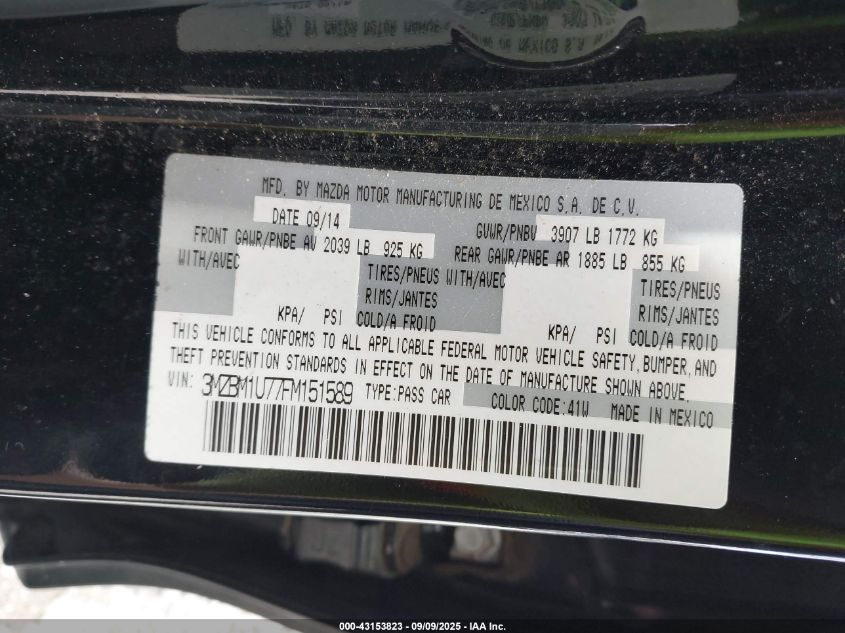 MFD. BY MAZDA MOTOR MANUFACTURING DE MEXICO S.A. DE C.V.
DATE 09/14 GVWR/PNBV 3907 LB 1772 KG
FRONT GAWR/PNBE AV 2039 LB 925 KG REAR GAWR/PNBE AR 1885 LB 855 KG
WITH/AVEC TIRES/PNEUS WITH/AVEC TIRES/PNEUS
RIMS/JANTES RIMS/JANTES
KPA/ PSI COLD/A FROID KPA/ PSI COLD/A FROID
THIS VEHICLE CONFORMS TO ALL APPLICABLE FEDERAL MOTOR VEHICLE SAFETY, BUMPER, AND
THEFT PREVENTION STANDARDS IN EFFECT ON THE DATE OF MANUFACTURE SHOWN ABOVE.
VIN: 3MZBM1U77FM151589 TYPE:PASS CAR COLOR CODE:41W MADE IN MEXICO
000-43153823 - 09/09/2025 - IAA Inc.